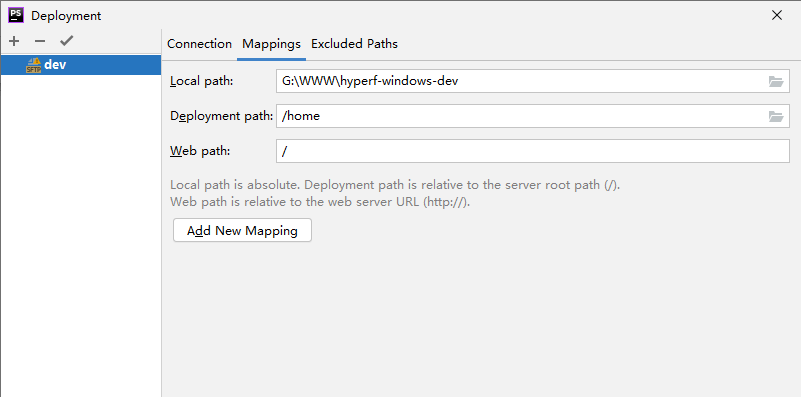 PS Deployment
Connection Mappings Excluded Paths
SFTP dev
Local path: G:\WWW\hyperf-windows-dev
Deployment path: /home
Web path: /
Local path is absolute. Deployment path is relative to the server root path (/).
Web path is relative to the web server URL (http://).
Add New Mapping